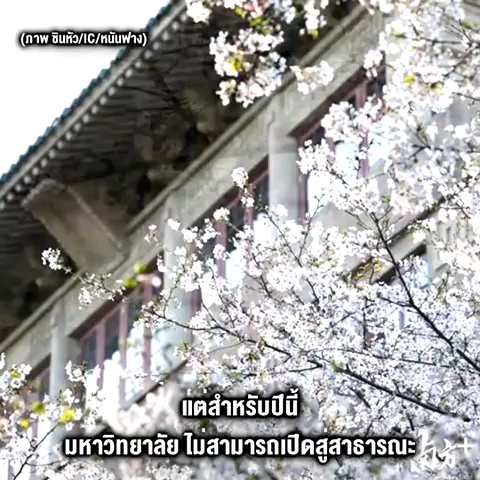 (ภาพ ซินหัว/IC/หนันฟาง)
แต่สำหรับปีนี้
มหาวิทยาลัย ไม่สามารถเปิดสู่สาธารณะ
南方+